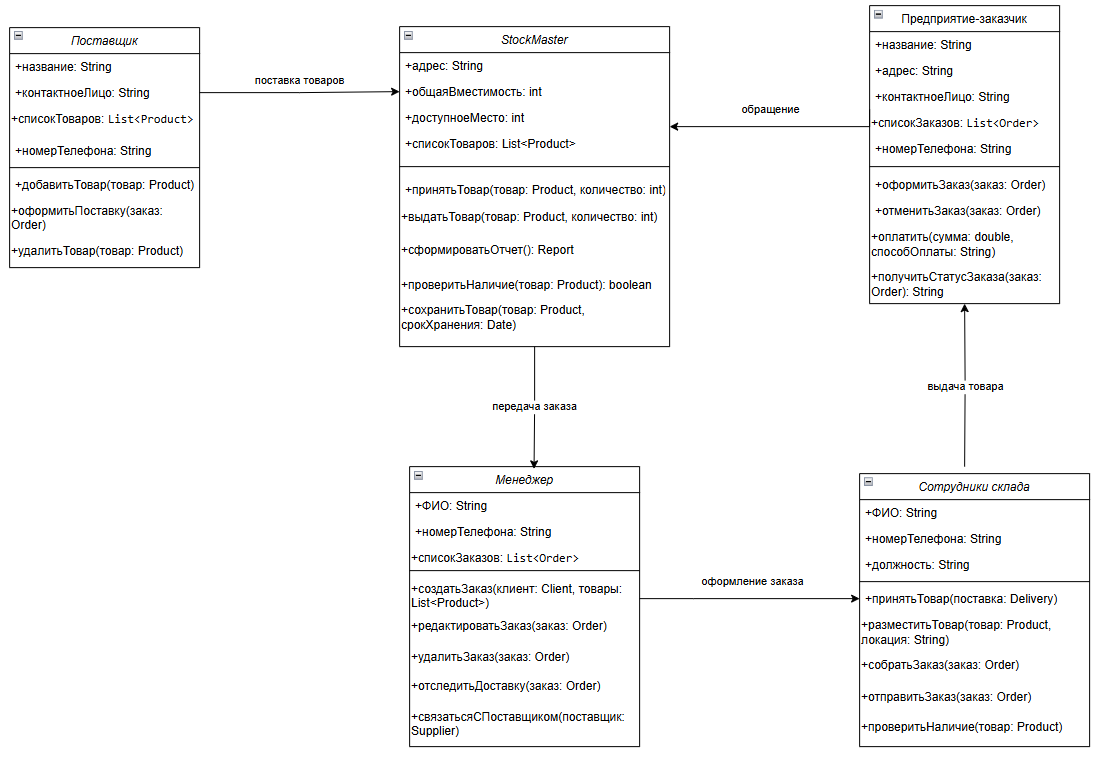 Поставщик
+название: String
+контактноеЛицо: String
+списокТоваров: List<Product>
+номерТелефона: String
+добавитьТовар(товар: Product)
+оформитьПоставку(заказ:
Order)
+удалитьТовар(товар: Product)
поставка товаров
StockMaster
+адрес: String
+общаяВместимость: int
+доступноеМесто: int
+списокТоваров: List<Product>
+принятьТовар(товар: Product, количество: int)
+выдатьТовар(товар: Product, количество: int)
+сформироватьОтчет(): Report
+проверитьНаличие(товар: Product): boolean
+сохранитьТовар(товар: Product,
срокХранения: Date)
обращение
Предприятие-заказчик
+название: String
+адрес: String
+контактноеЛицо: String
+списокЗаказов: List<Order>
+номерТелефона: String
+оформитьЗаказ(заказ: Order)
+отменитьЗаказ(заказ: Order)
+оплатить(сумма: double,
способОплаты: String)
+получитьСтатусЗаказа(заказ:
Order): String
передача заказа
выдача товара
Менеджер
+ФИО: String
+номерТелефона: String
+списокЗаказов: List<Order>
+создатьЗаказ(клиент: Client, товары:
List<Product>)
+редактироватьЗаказ(заказ: Order)
+удалитьЗаказ(заказ: Order)
+отследитьДоставку(заказ: Order)
+связатьсяСПоставщиком(поставщик:
Supplier)
оформление заказа
Сотрудники склада
+ФИО: String
+номерТелефона: String
+должность: String
+принятьТовар(поставка: Delivery)
+разместитьТовар(товар: Product,
локация: String)
+собратьЗаказ(заказ: Order)
+отправитьЗаказ(заказ: Order)
+проверитьНаличие(товар: Product)